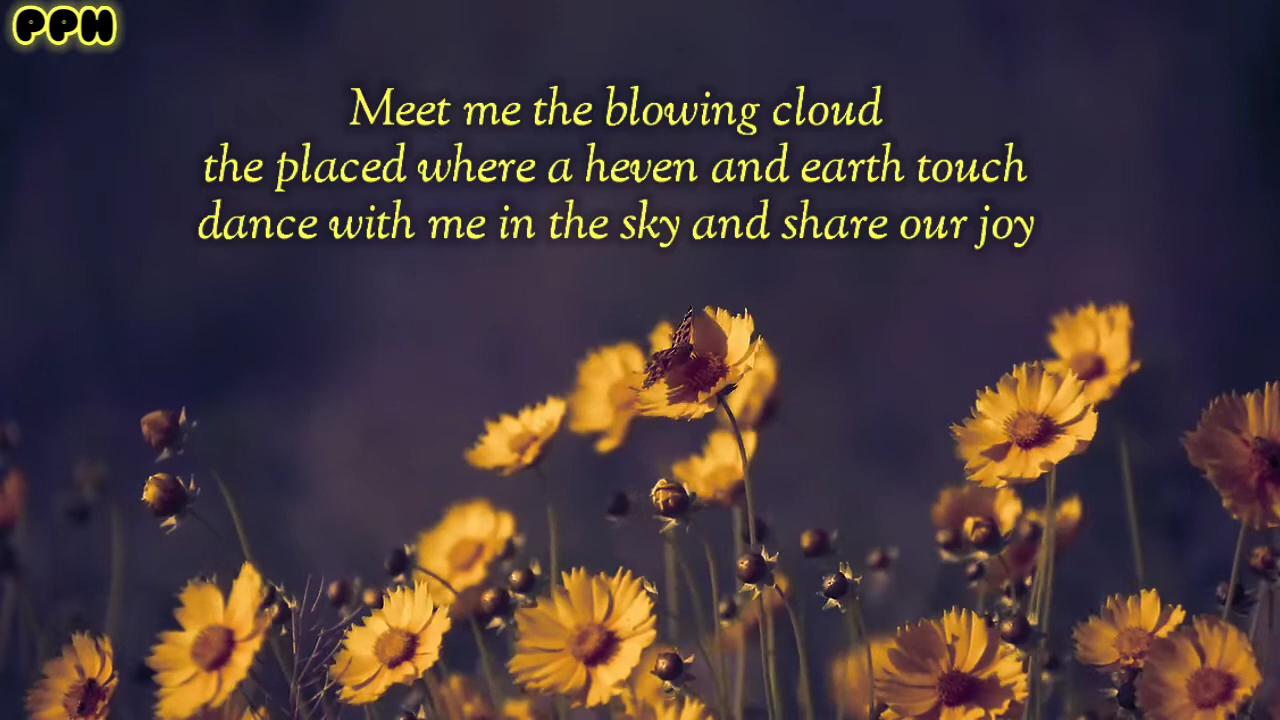 PPH
Meet me the blowing cloud
the placed where a heven and earth touch
dance with me in the sky and share our joy